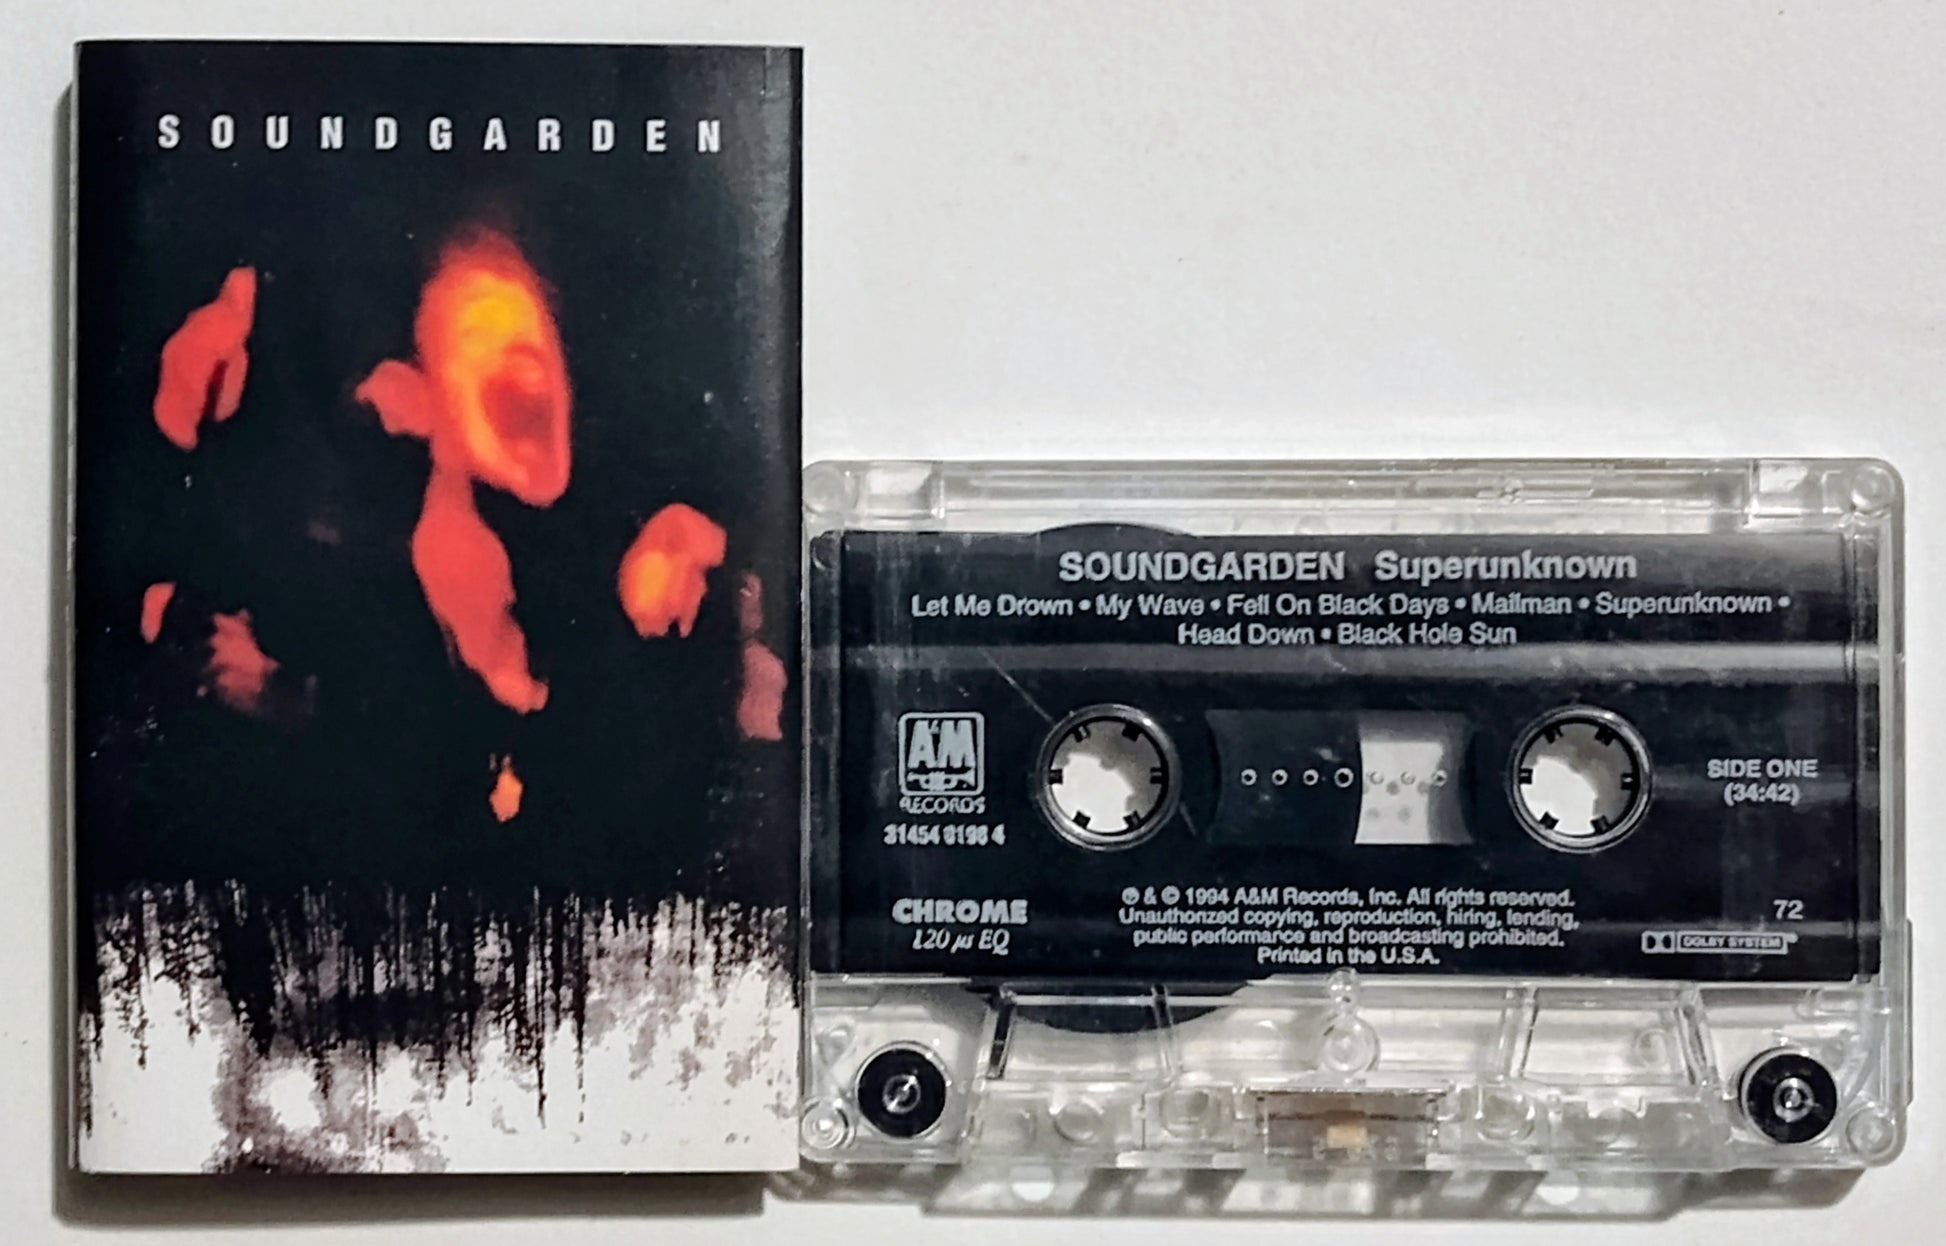 SOUNDGARDEN
SOUNDGARDEN Superunknown
Let Me Drown • My Wave • Fell On Black Days • Mailman • Superunknown •
Head Down • Black Hole Sun
A&M
RECORDS
31454 0198 4
SIDE ONE
(34:42)
CHROME
120 µs EQ
℗ & © 1994 A&M Records, Inc. All rights reserved.
Unauthorized copying, reproduction, hiring, lending,
public performance and broadcasting prohibited.
Printed in the U.S.A.
72
DOLBY SYSTEM